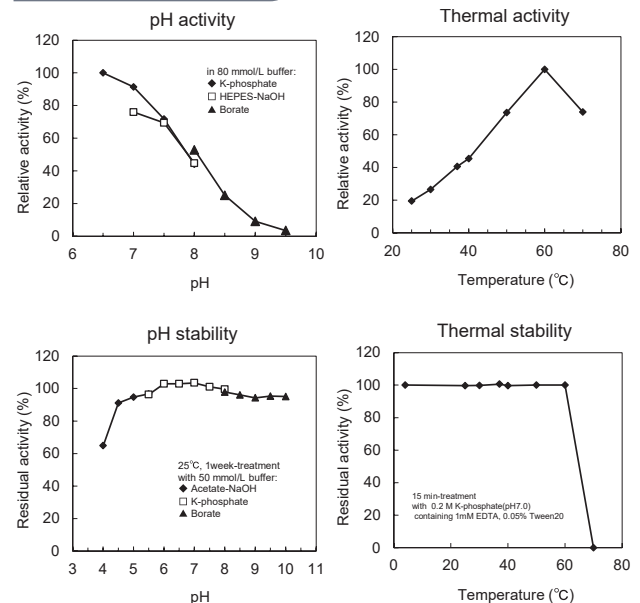 pH activity
120
100
80
60
40
20
0
Relative activity (%)
in 80 mmol/L buffer:
K-phosphate
HEPES-NaOH
Borate
6 7 8 9 10
pH
Thermal activity
120
100
80
60
40
20
0
Relative activity (%)
20 40 60 80
Temperature (℃)
pH stability
120
100
80
60
40
20
0
Residual activity (%)
25℃, 1week-treatment
with 50 mmol/L buffer:
Acetate-NaOH
K-phosphate
Borate
3 4 5 6 7 8 9 10 11
pH
Thermal stability
120
100
80
60
40
20
0
Residual activity (%)
15 min-treatment
with 0.2 M K-phosphate(pH7.0)
containing 1mM EDTA, 0.05% Tween20
0 20 40 60 80
Temperature (℃)